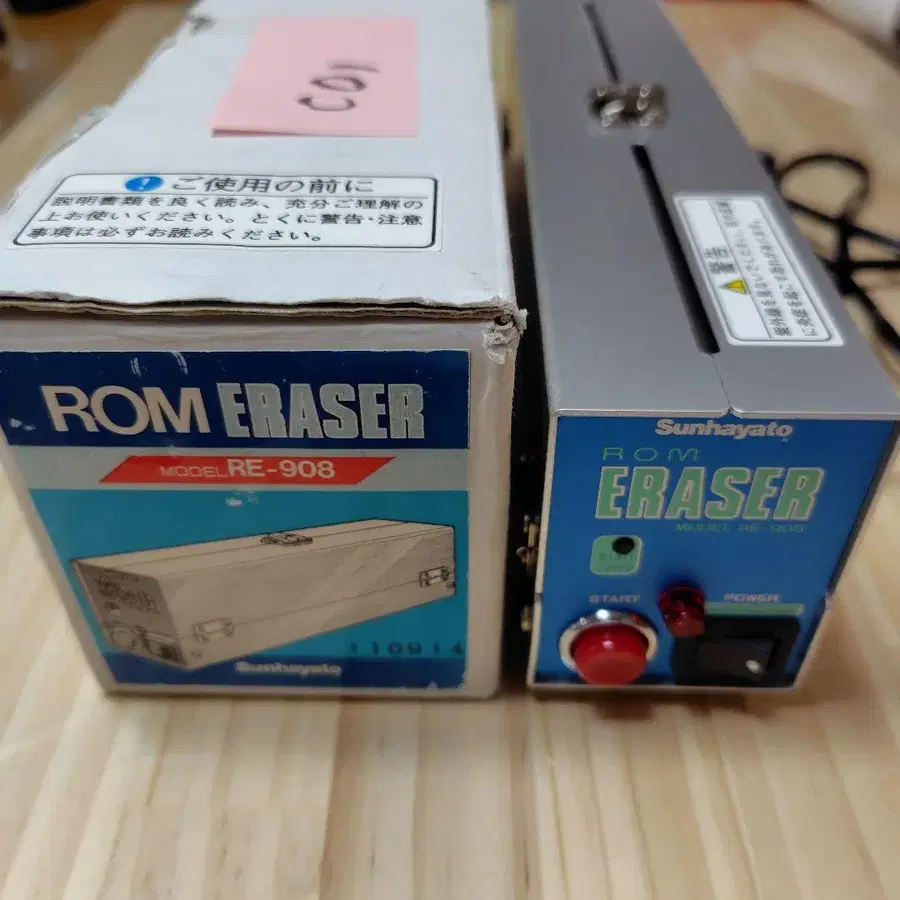 COI
ご使用の前に
説明書類を良く読み、充分ご理解の
上お使いください。とくに警告・注意
事項は必ずお読みください。
ROM ERASER
MODEL RE-908
110914
Sunhayato
警告
Sunhayato
ROM
ERASER
MODEL RE-908
START
POWER